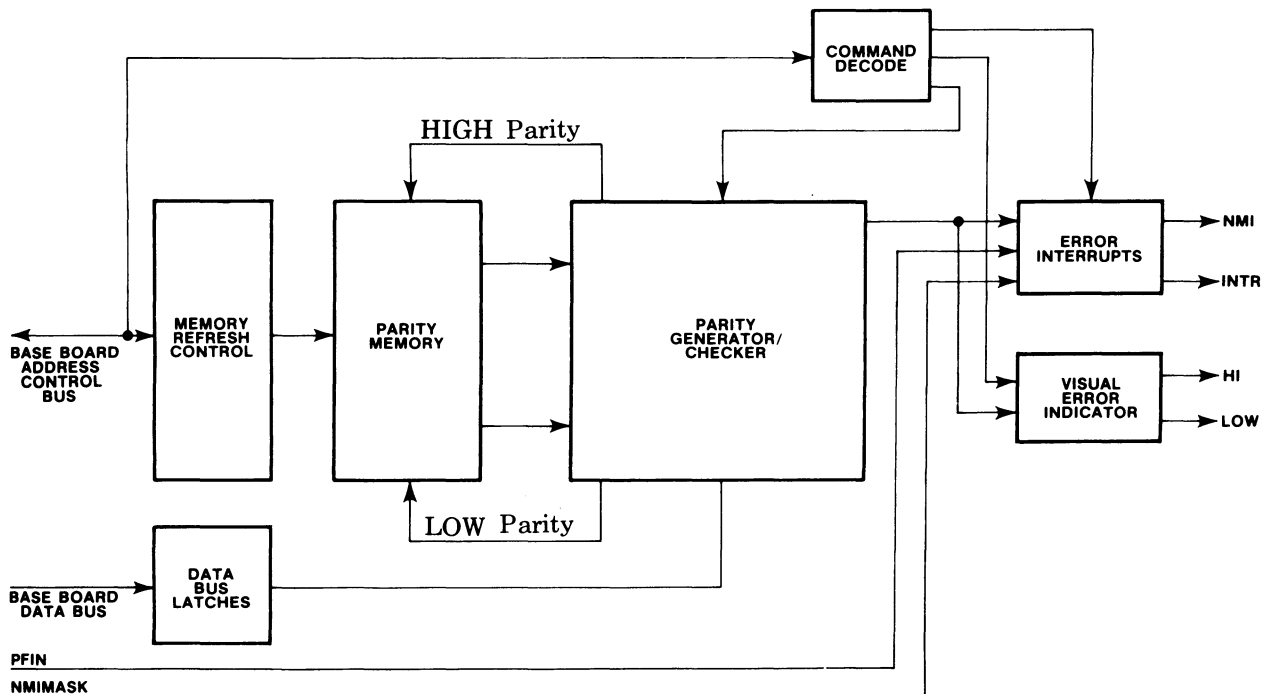 COMMAND
DECODE
HIGH Parity
MEMORY
REFRESH
CONTROL
PARITY
MEMORY
PARITY
GENERATOR/
CHECKER
ERROR
INTERRUPTS
NMI
INTR
BASE BOARD
ADDRESS
CONTROL
BUS
VISUAL
ERROR
INDICATOR
HI
LOW
LOW Parity
DATA
BUS
LATCHES
BASE BOARD
DATA BUS
PFIN
NMIMASK